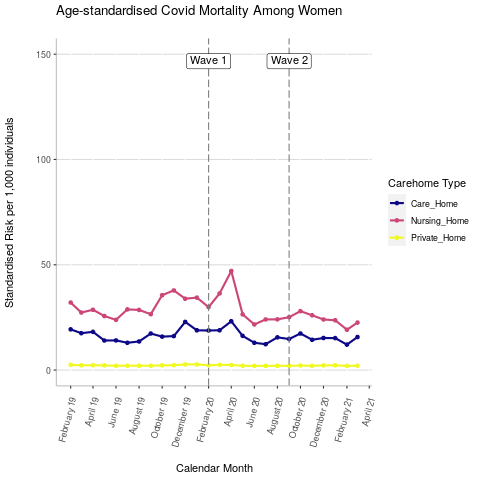 Age-standardised Covid Mortality Among Women
Standardised Risk per 1,000 individuals
150
100
50
0
Wave 1
Wave 2
February 19
April 19
June 19
August 19
October 19
December 19
February 20
April 20
June 20
August 20
October 20
December 20
February 21
April 21
Calendar Month
Carehome Type
Care_Home
Nursing_Home
Private_Home